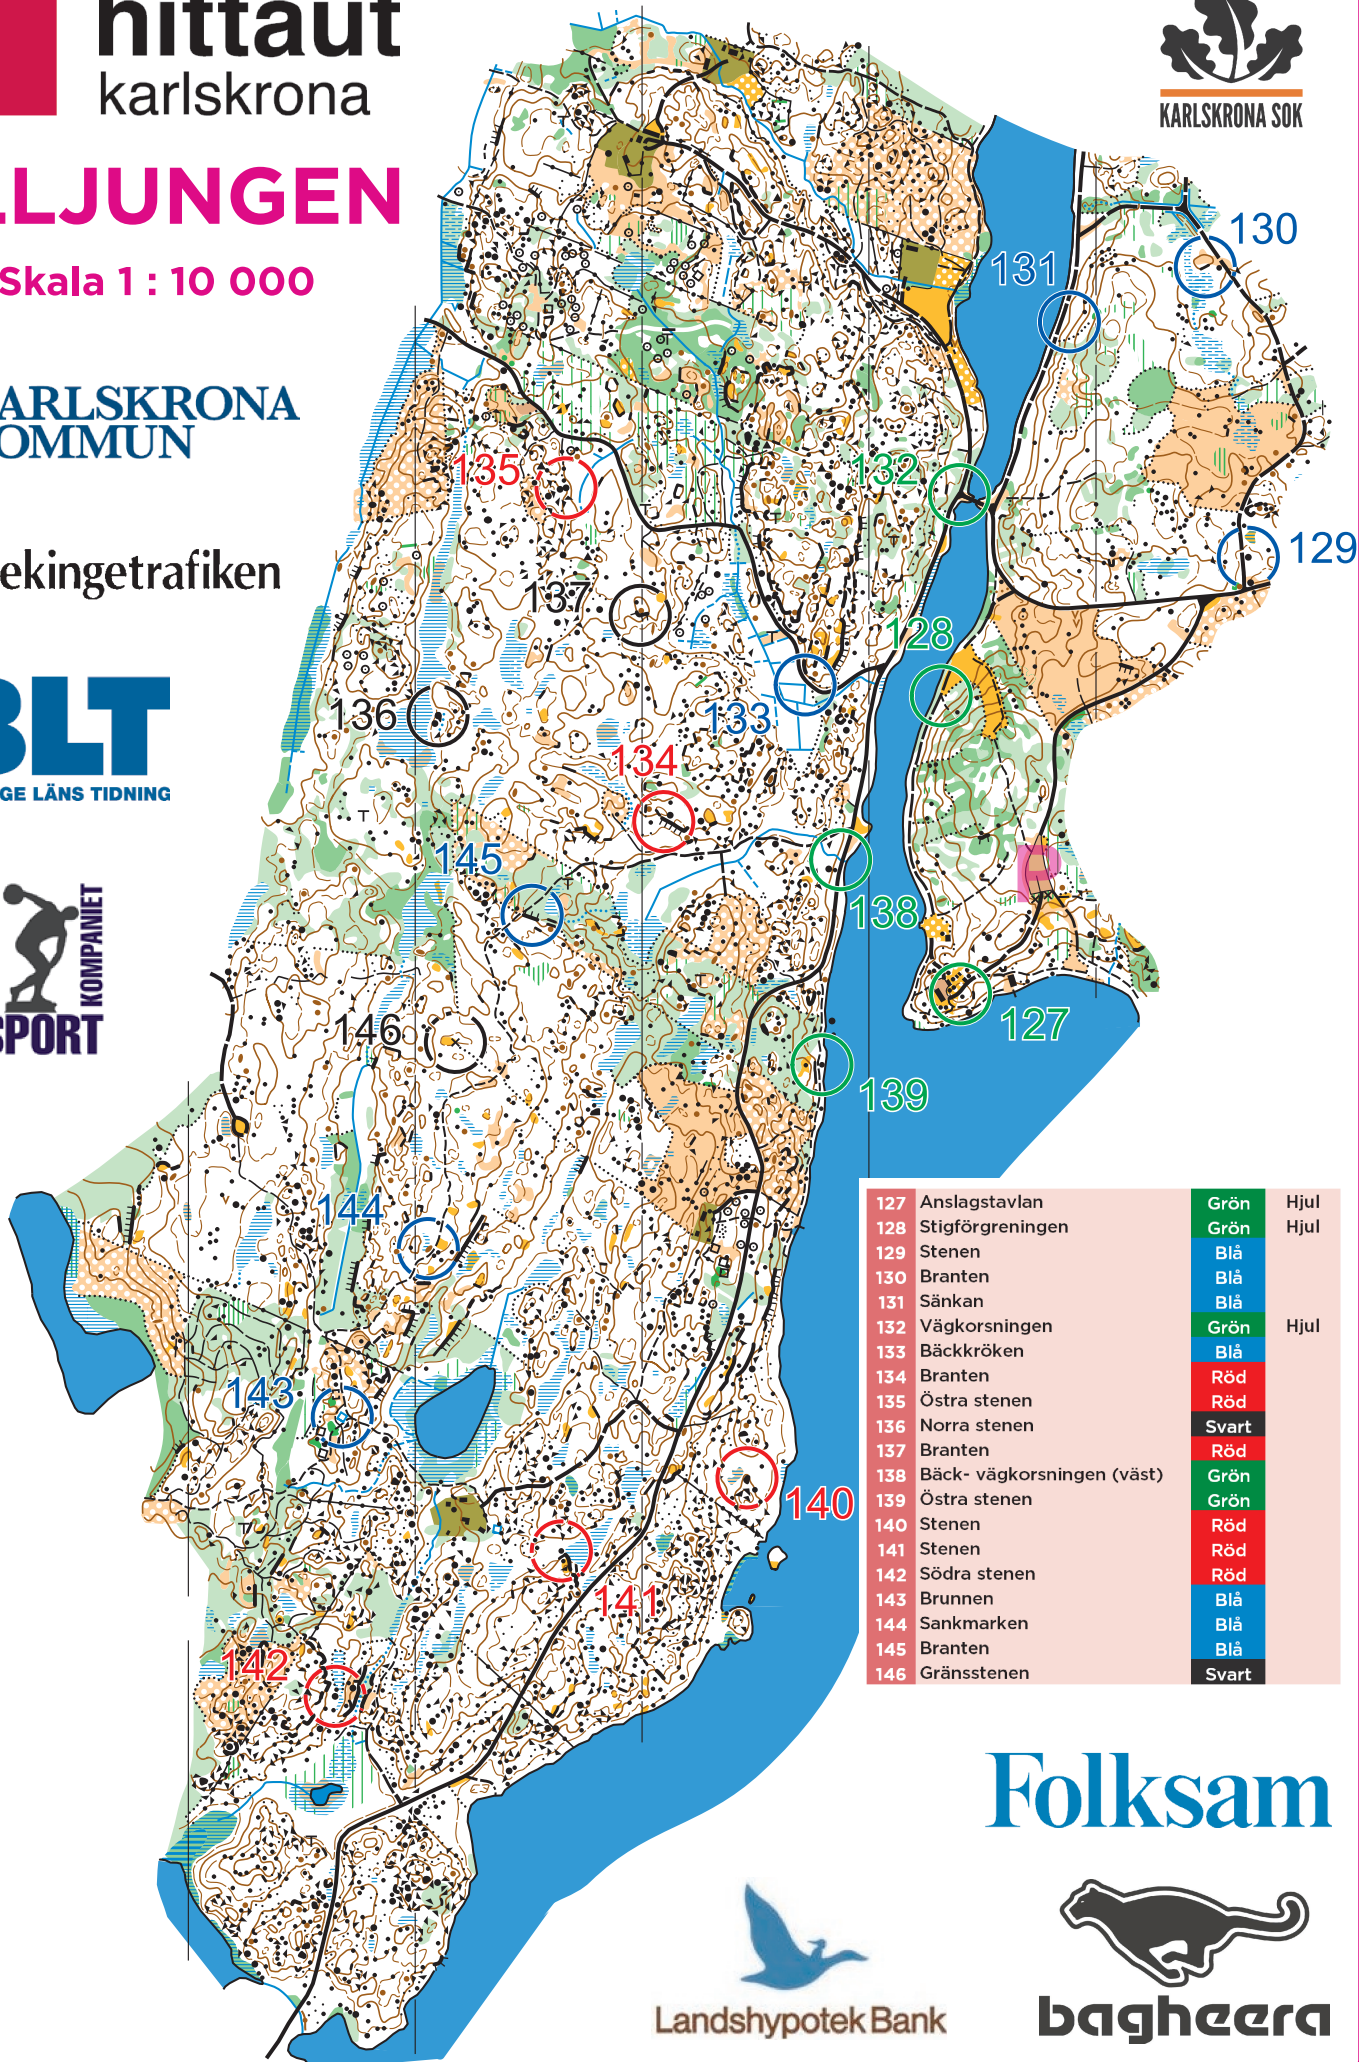 hittaut
karlskrona
KARLSKRONA SOK
LLJUNGEN
Skala 1 : 10 000
ARLSKRONA
OMMUN
ekingetrafiken
BLT
GE LÄNS TIDNING
SPORT
KOMPANIET
130
131
135
132
129
137
128
136
133
134
145
138
146
127
139
144
143
140
141
142
P
127 Anslagstavlan Grön Hjul
128 Stigförgreningen Grön Hjul
129 Stenen Blå
130 Branten Blå
131 Sänkan Blå
132 Vägkorsningen Grön Hjul
133 Bäckkröken Blå
134 Branten Röd
135 Östra stenen Röd
136 Norra stenen Svart
137 Branten Röd
138 Bäck- vägkorsningen (väst) Grön
139 Östra stenen Grön
140 Stenen Röd
141 Stenen Röd
142 Södra stenen Röd
143 Brunnen Blå
144 Sankmarken Blå
145 Branten Blå
146 Gränsstenen Svart
Folksam
Landshypotek Bank
bagheera